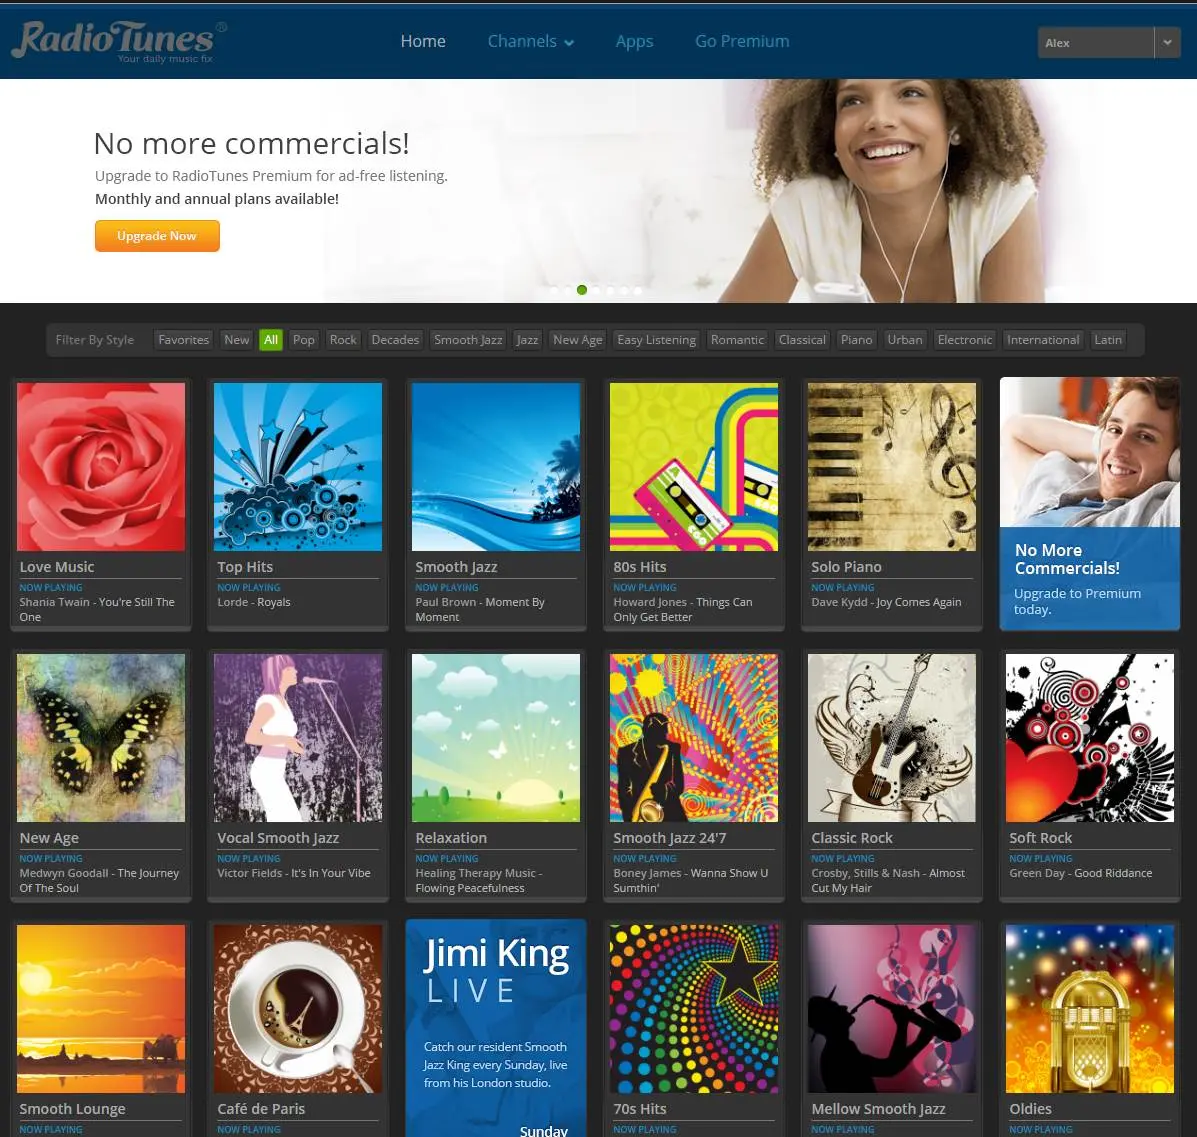 RadioTunes®
Your daily music fix
Home
Channels
Apps
Go Premium
Alex
No more commercials!
Upgrade to RadioTunes Premium for ad-free listening.
Monthly and annual plans available!
Upgrade Now
Filter By Style
Favorites
New
All
Pop
Rock
Decades
Smooth Jazz
Jazz
New Age
Easy Listening
Romantic
Classical
Piano
Urban
Electronic
International
Latin
Love Music
NOW PLAYING
Shania Twain - You're Still The
One
Top Hits
NOW PLAYING
Lorde - Royals
Smooth Jazz
NOW PLAYING
Paul Brown - Moment By
Moment
80s Hits
NOW PLAYING
Howard Jones - Things Can
Only Get Better
Solo Piano
NOW PLAYING
Dave Kydd - Joy Comes Again
No More
Commercials!
Upgrade to Premium
today.
New Age
NOW PLAYING
Medwyn Goodall - The Journey
Of The Soul
Vocal Smooth Jazz
NOW PLAYING
Victor Fields - It's In Your Vibe
Relaxation
NOW PLAYING
Healing Therapy Music -
Flowing Peacefulness
Smooth Jazz 24'7
NOW PLAYING
Boney James - Wanna Show U
Sumthin'
Classic Rock
NOW PLAYING
Crosby, Stills & Nash - Almost
Cut My Hair
Soft Rock
NOW PLAYING
Green Day - Good Riddance
Smooth Lounge
NOW PLAYING
Café de Paris
NOW PLAYING
Jimi King
LIVE
Catch our resident Smooth
Jazz King every Sunday, live
from his London studio.
Sunday
70s Hits
NOW PLAYING
Mellow Smooth Jazz
NOW PLAYING
Oldies
NOW PLAYING